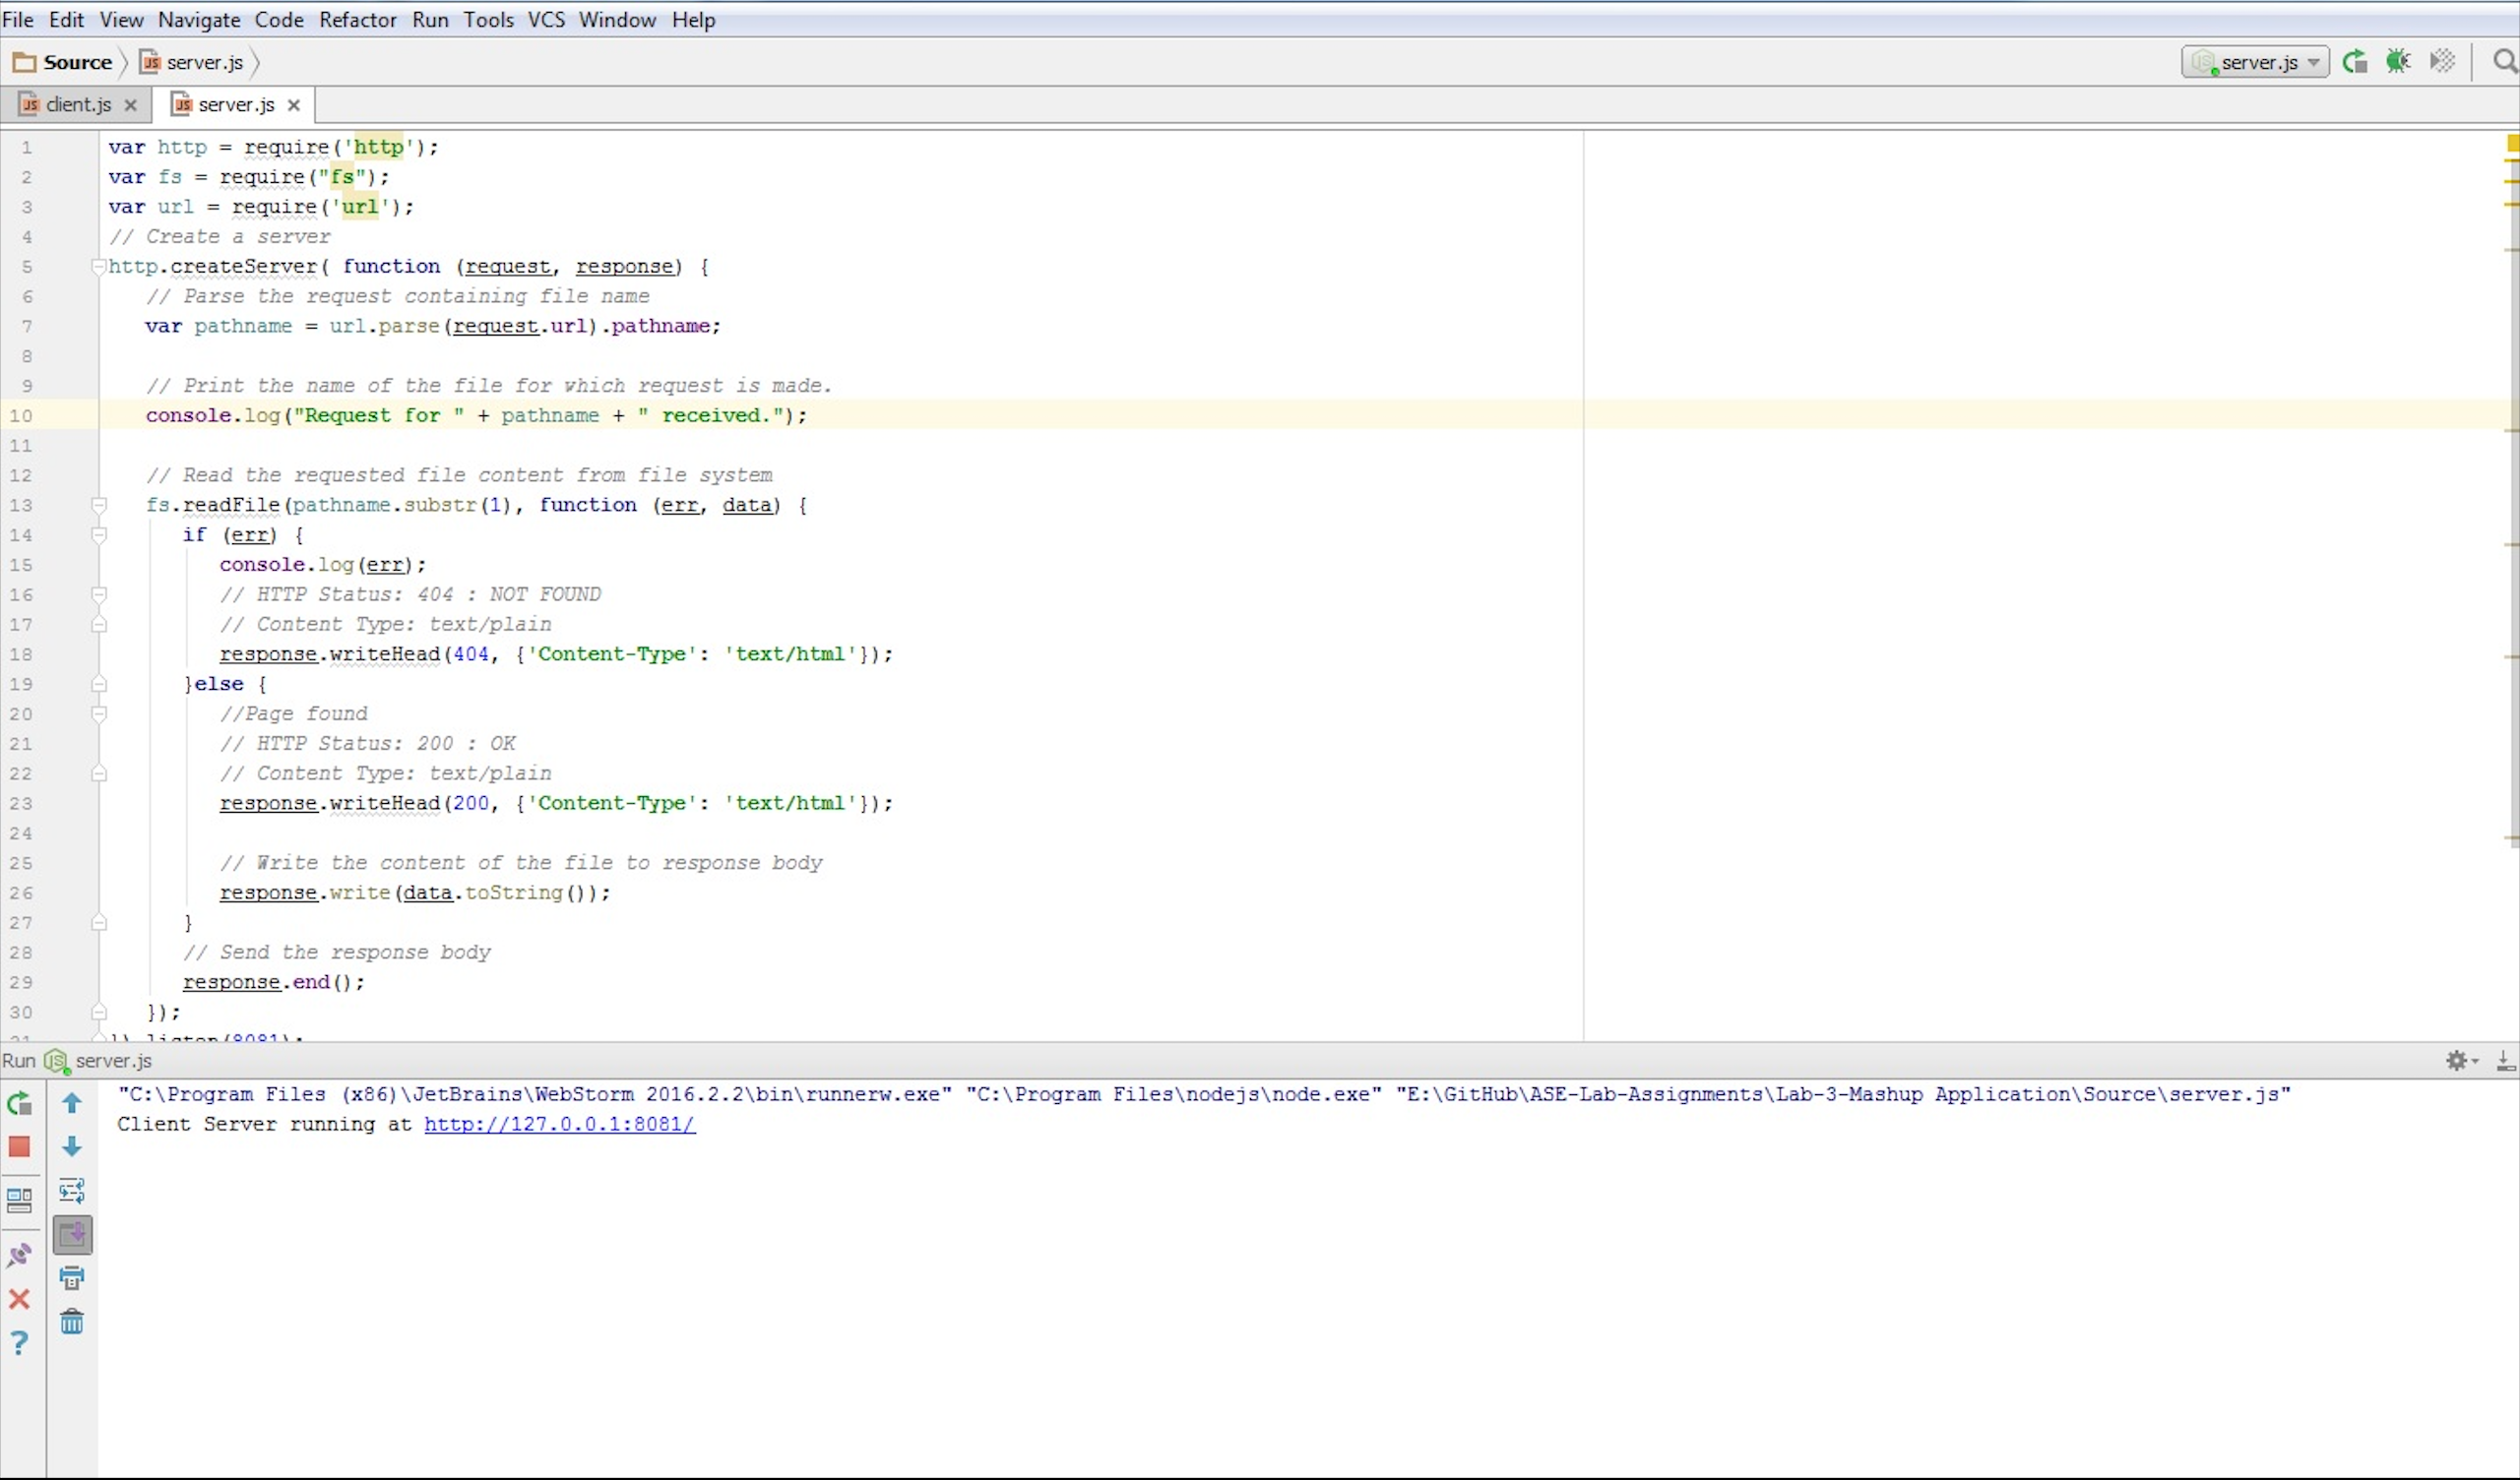 File Edit View Navigate Code Refactor Run Tools VCS Window Help
Source server.js server.js
client.js server.js
1 var http = require('http');
2 var fs = require("fs");
3 var url = require('url');
4 // Create a server
5 http.createServer( function (request, response) {
6 // Parse the request containing file name
7 var pathname = url.parse(request.url).pathname;
8
9 // Print the name of the file for which request is made.
10 console.log("Request for " + pathname + " received.");
11
12 // Read the requested file content from file system
13 fs.readFile(pathname.substr(1), function (err, data) {
14 if (err) {
15 console.log(err);
16 // HTTP Status: 404 : NOT FOUND
17 // Content Type: text/plain
18 response.writeHead(404, {'Content-Type': 'text/html'});
19 }else {
20 //Page found
21 // HTTP Status: 200 : OK
22 // Content Type: text/plain
23 response.writeHead(200, {'Content-Type': 'text/html'});
24
25 // Write the content of the file to response body
26 response.write(data.toString());
27 }
28 // Send the response body
29 response.end();
30 });
31 }).listen(8081);
Run server.js
"C:\Program Files (x86)\JetBrains\WebStorm 2016.2.2\bin\runnerw.exe" "C:\Program Files\nodejs\node.exe" "E:\GitHub\ASE-Lab-Assignments\Lab-3-Mashup Application\Source\server.js"
Client Server running at http://127.0.0.1:8081/